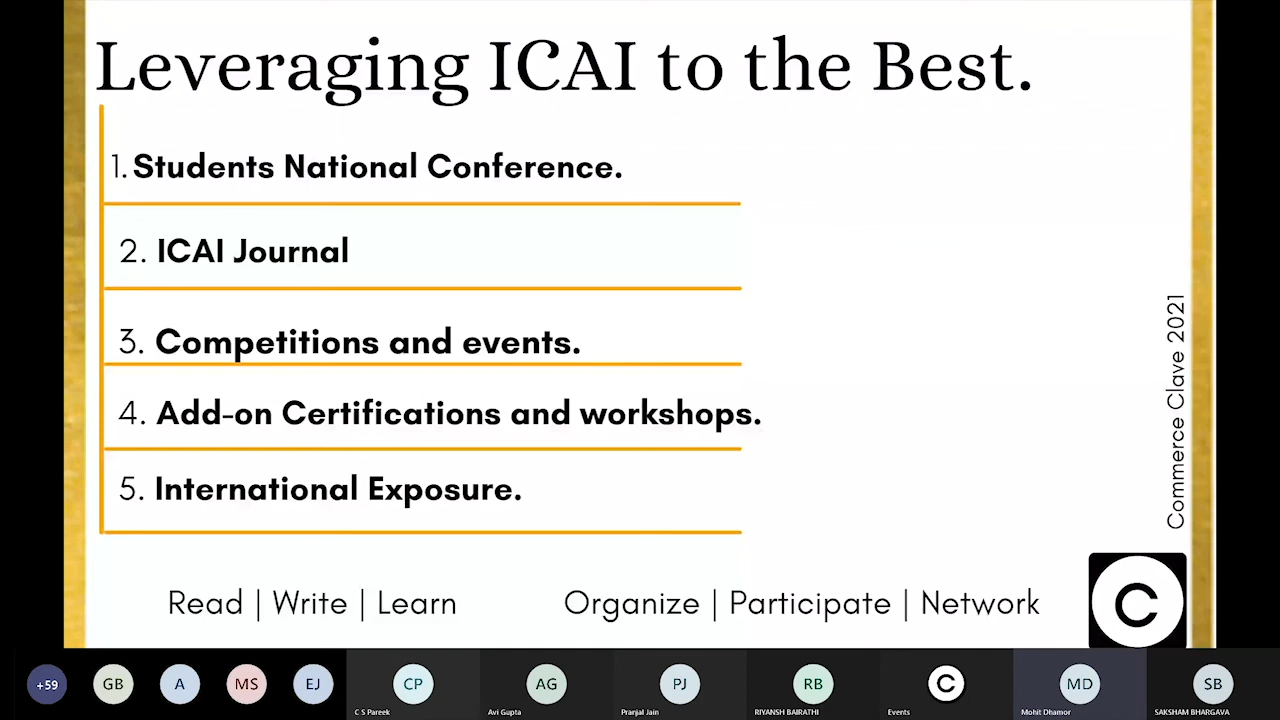 Leveraging ICAI to the Best.
1. Students National Conference.
2. ICAI Journal
3. Competitions and events.
4. Add-on Certifications and workshops.
5. International Exposure.
Commerce Clave 2021
Read | Write | Learn
Organize | Participate | Network
C
+59
GB
A
MS
EJ
CP
C S Pareek
AG
Avi Gupta
PJ
Pranjal Jain
RB
RIYANSH BAIRATHI
C
Events
MD
Mohit Dhamor
SB
SAKSHAM BHARGAVA